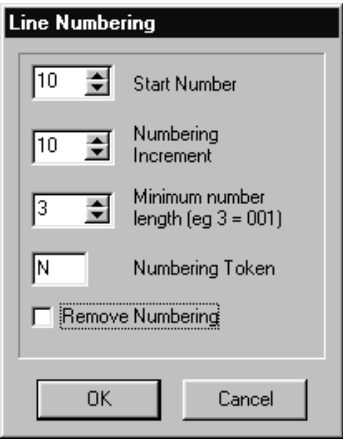 Line Numbering
10 Start Number
10 Numbering
Increment
3 Minimum number
length (eg 3 = 001)
N Numbering Token
Remove Numbering
OK Cancel